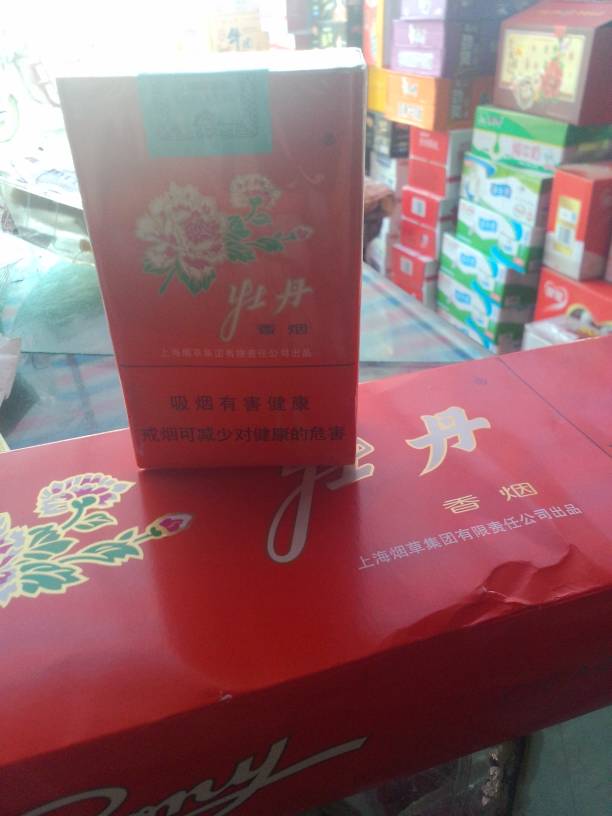 牡丹
香烟
上海烟草集团有限责任公司出品
吸烟有害健康
戒烟可减少对健康的危害
牡丹
香烟
上海烟草集团有限责任公司出品